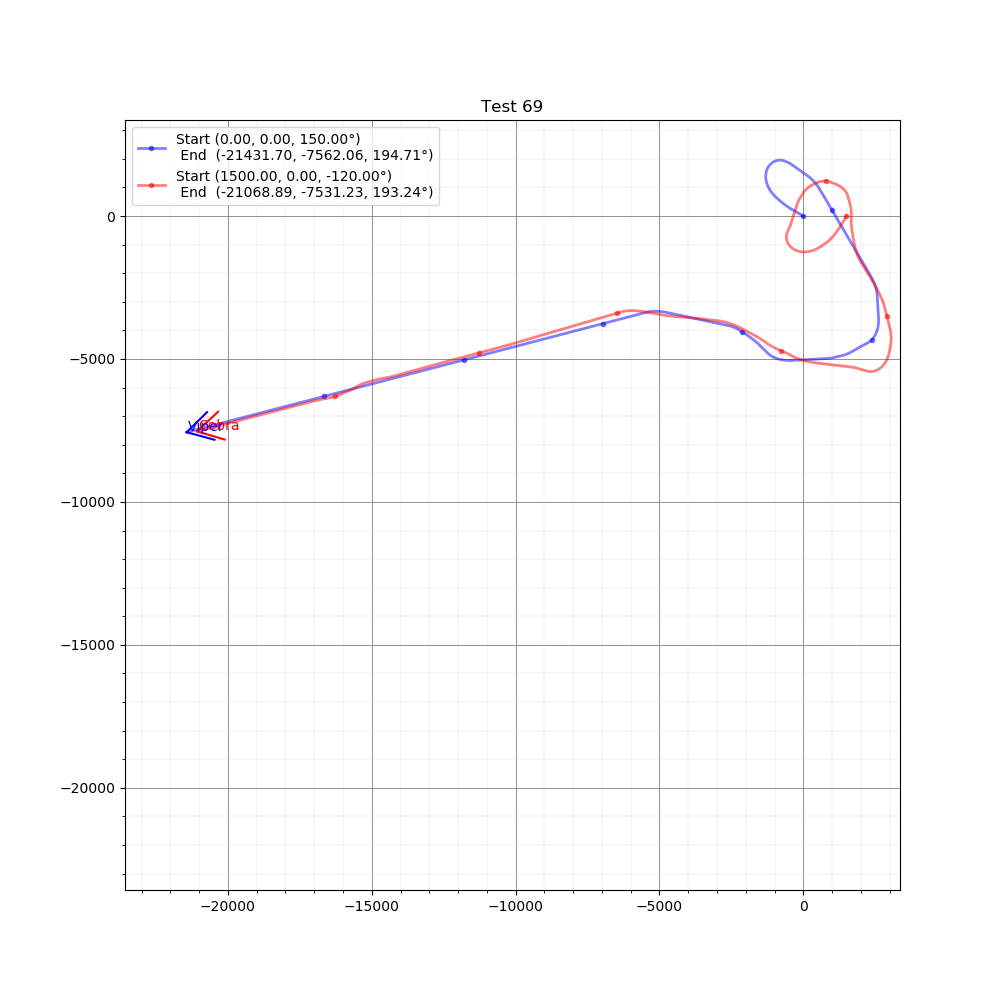 Test 69
Start (0.00, 0.00, 150.00°)
End (-21431.70, -7562.06, 194.71°)
Start (1500.00, 0.00, -120.00°)
End (-21068.89, -7531.23, 193.24°)
0
−5000
−10000
−15000
−20000
Viper
Cobra
−20000
−15000
−10000
−5000
0